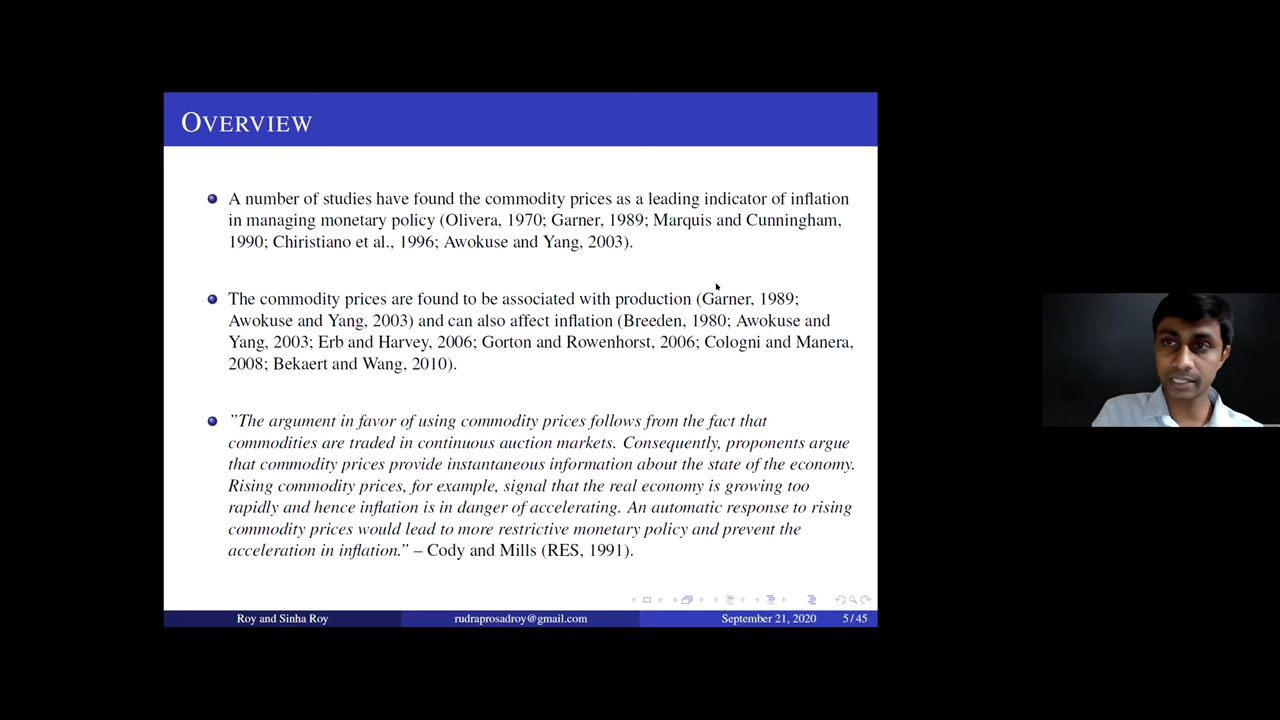 OVERVIEW
A number of studies have found the commodity prices as a leading indicator of inflation
in managing monetary policy (Olivera, 1970; Garner, 1989; Marquis and Cunningham,
1990; Chiristiano et al., 1996; Awokuse and Yang, 2003).
The commodity prices are found to be associated with production (Garner, 1989;
Awokuse and Yang, 2003) and can also affect inflation (Breeden, 1980; Awokuse and
Yang, 2003; Erb and Harvey, 2006; Gorton and Rowenhorst, 2006; Cologni and Manera,
2008; Bekaert and Wang, 2010).
”The argument in favor of using commodity prices follows from the fact that
commodities are traded in continuous auction markets. Consequently, proponents argue
that commodity prices provide instantaneous information about the state of the economy.
Rising commodity prices, for example, signal that the real economy is growing too
rapidly and hence inflation is in danger of accelerating. An automatic response to rising
commodity prices would lead to more restrictive monetary policy and prevent the
acceleration in inflation.” – Cody and Mills (RES, 1991).
Roy and Sinha Roy rudraprosadroy@gmail.com September 21, 2020 5 / 45